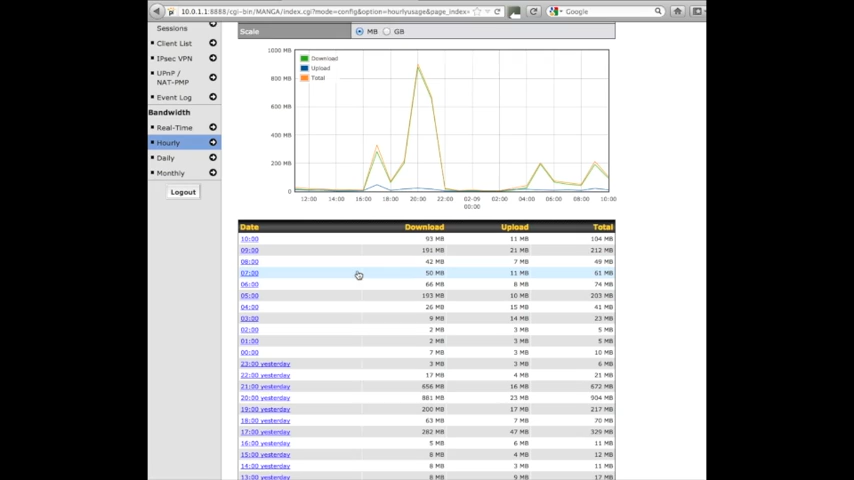 10.0.1.1:8888/cgi-bin/MANGA/index.cgi?mode=config&option=hourlyusage&page_index=
Google
Sessions
Client List
IPsec VPN
UPnP /
NAT-PMP
Event Log
Bandwidth
Real-Time
Hourly
Daily
Monthly
Logout
Scale MB GB
1000 MB
800 MB
600 MB
400 MB
200 MB
0
Download
Upload
Total
12:00 14:00 16:00 18:00 20:00 22:00 02-09 02:00 04:00 06:00 08:00 10:00
00:00
Date Download Upload Total
10:00 93 MB 11 MB 104 MB
09:00 191 MB 21 MB 212 MB
08:00 42 MB 7 MB 49 MB
07:00 50 MB 11 MB 61 MB
06:00 66 MB 8 MB 74 MB
05:00 193 MB 10 MB 203 MB
04:00 26 MB 15 MB 41 MB
03:00 9 MB 14 MB 23 MB
02:00 2 MB 3 MB 5 MB
01:00 2 MB 3 MB 5 MB
00:00 7 MB 3 MB 10 MB
23:00 yesterday 3 MB 3 MB 6 MB
22:00 yesterday 17 MB 4 MB 21 MB
21:00 yesterday 656 MB 16 MB 672 MB
20:00 yesterday 881 MB 23 MB 904 MB
19:00 yesterday 200 MB 17 MB 217 MB
18:00 yesterday 63 MB 7 MB 70 MB
17:00 yesterday 282 MB 47 MB 329 MB
16:00 yesterday 5 MB 6 MB 11 MB
15:00 yesterday 8 MB 4 MB 12 MB
14:00 yesterday 8 MB 3 MB 11 MB
13:00 yesterday 8 MB 9 MB 17 MB